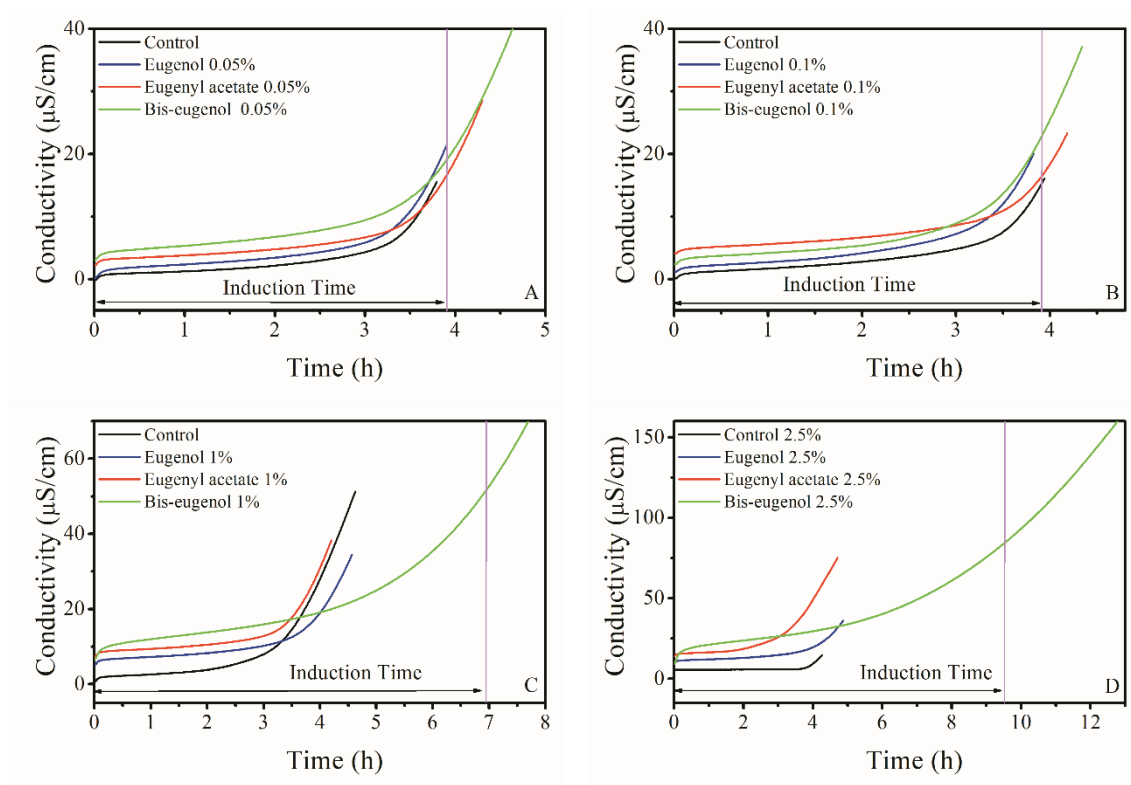 40
Control
Eugenol 0.05%
Eugenyl acetate 0.05%
Bis-eugenol 0.05%
20
0
Conductivity (µS/cm)
Induction Time
A
0 1 2 3 4 5
Time (h)
40
Control
Eugenol 0.1%
Eugenyl acetate 0.1%
Bis-eugenol 0.1%
20
0
Conductivity (µS/cm)
Induction Time
B
0 1 2 3 4
Time (h)
Control
Eugenol 1%
Eugenyl acetate 1%
Bis-eugenol 1%
60
40
20
0
Conductivity (µS/cm)
Induction Time
C
0 1 2 3 4 5 6 7 8
Time (h)
150
Control 2.5%
Eugenol 2.5%
Eugenyl acetate 2.5%
Bis-eugenol 2.5%
100
50
0
Conductivity (µS/cm)
Induction Time
D
0 2 4 6 8 10 12
Time (h)